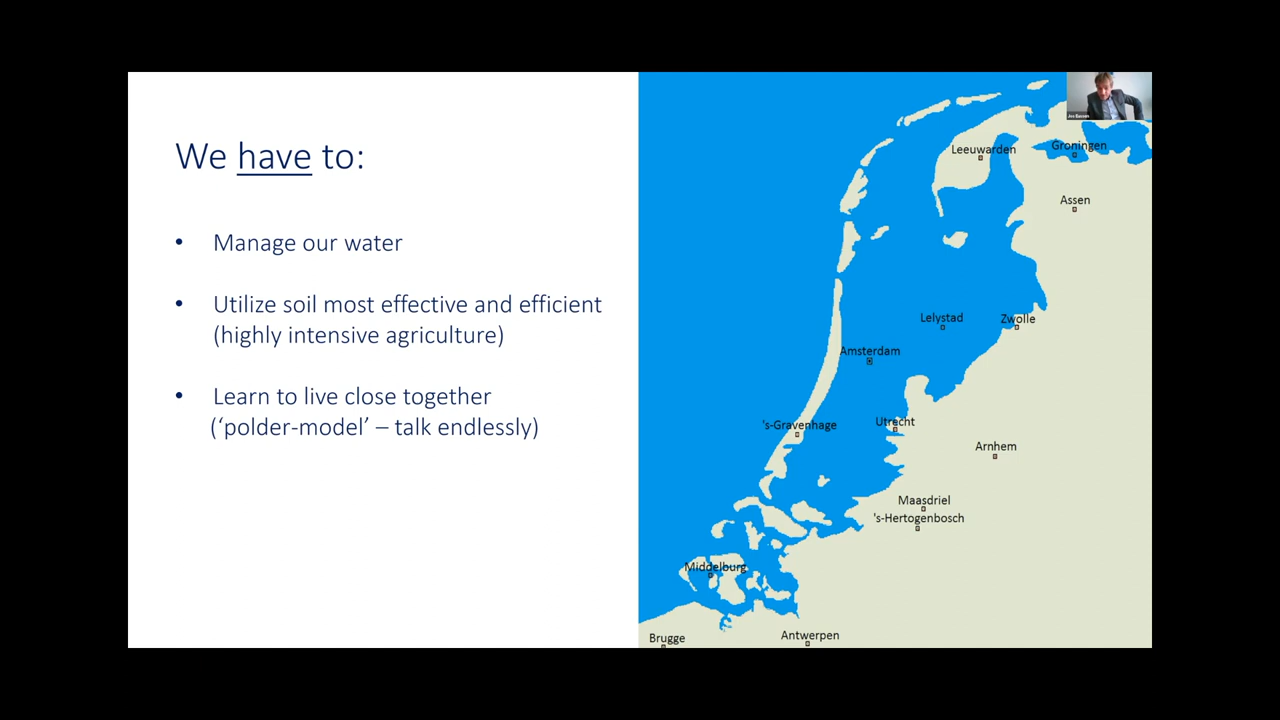 We have to:
• Manage our water
• Utilize soil most effective and efficient
(highly intensive agriculture)
• Learn to live close together
(‘polder-model’ – talk endlessly)
Leeuwarden
Groningen
Assen
Lelystad
Zwolle
Amsterdam
's-Gravenhage
Utrecht
Arnhem
Maasdriel
's-Hertogenbosch
Middelburg
Brugge
Antwerpen